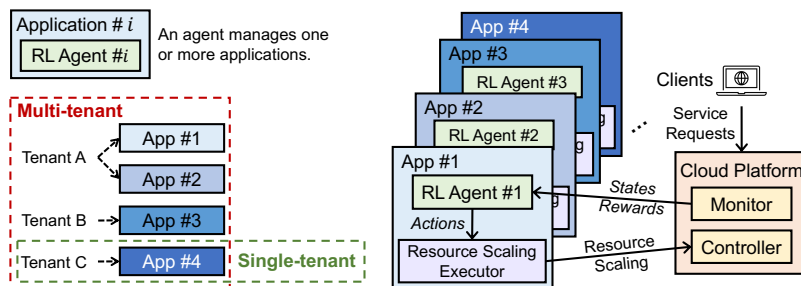 Application # i
RL Agent #i
An agent manages one
or more applications.
Multi-tenant
Tenant A
App #1
App #2
Tenant B
App #3
Tenant C
App #4
Single-tenant
App #4
App #3
RL Agent #3
App #2
RL Agent #2
App #1
RL Agent #1
Actions
Resource Scaling
Executor
States
Rewards
Resource
Scaling
Clients
Service
Requests
Cloud Platform
Monitor
Controller